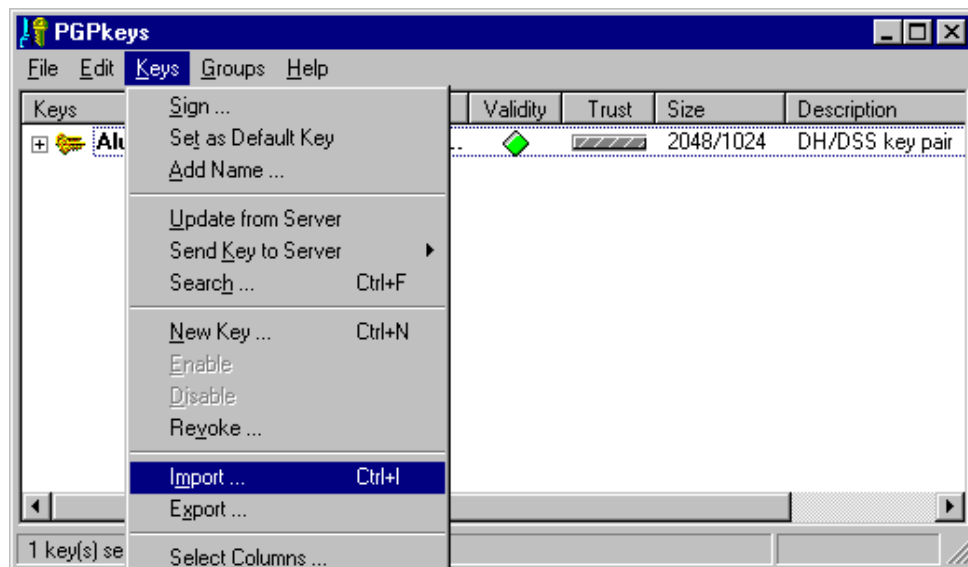 PGPkeys
File Edit Keys Groups Help
Keys Validity Trust Size Description
2048/1024 DH/DSS key pair
Sign ...
Set as Default Key
Add Name ...
Update from Server
Send Key to Server
Search ... Ctrl+F
New Key ... Ctrl+N
Enable
Disable
Revoke ...
Import ... Ctrl+I
Export ...
Select Columns ...
1 key(s) se